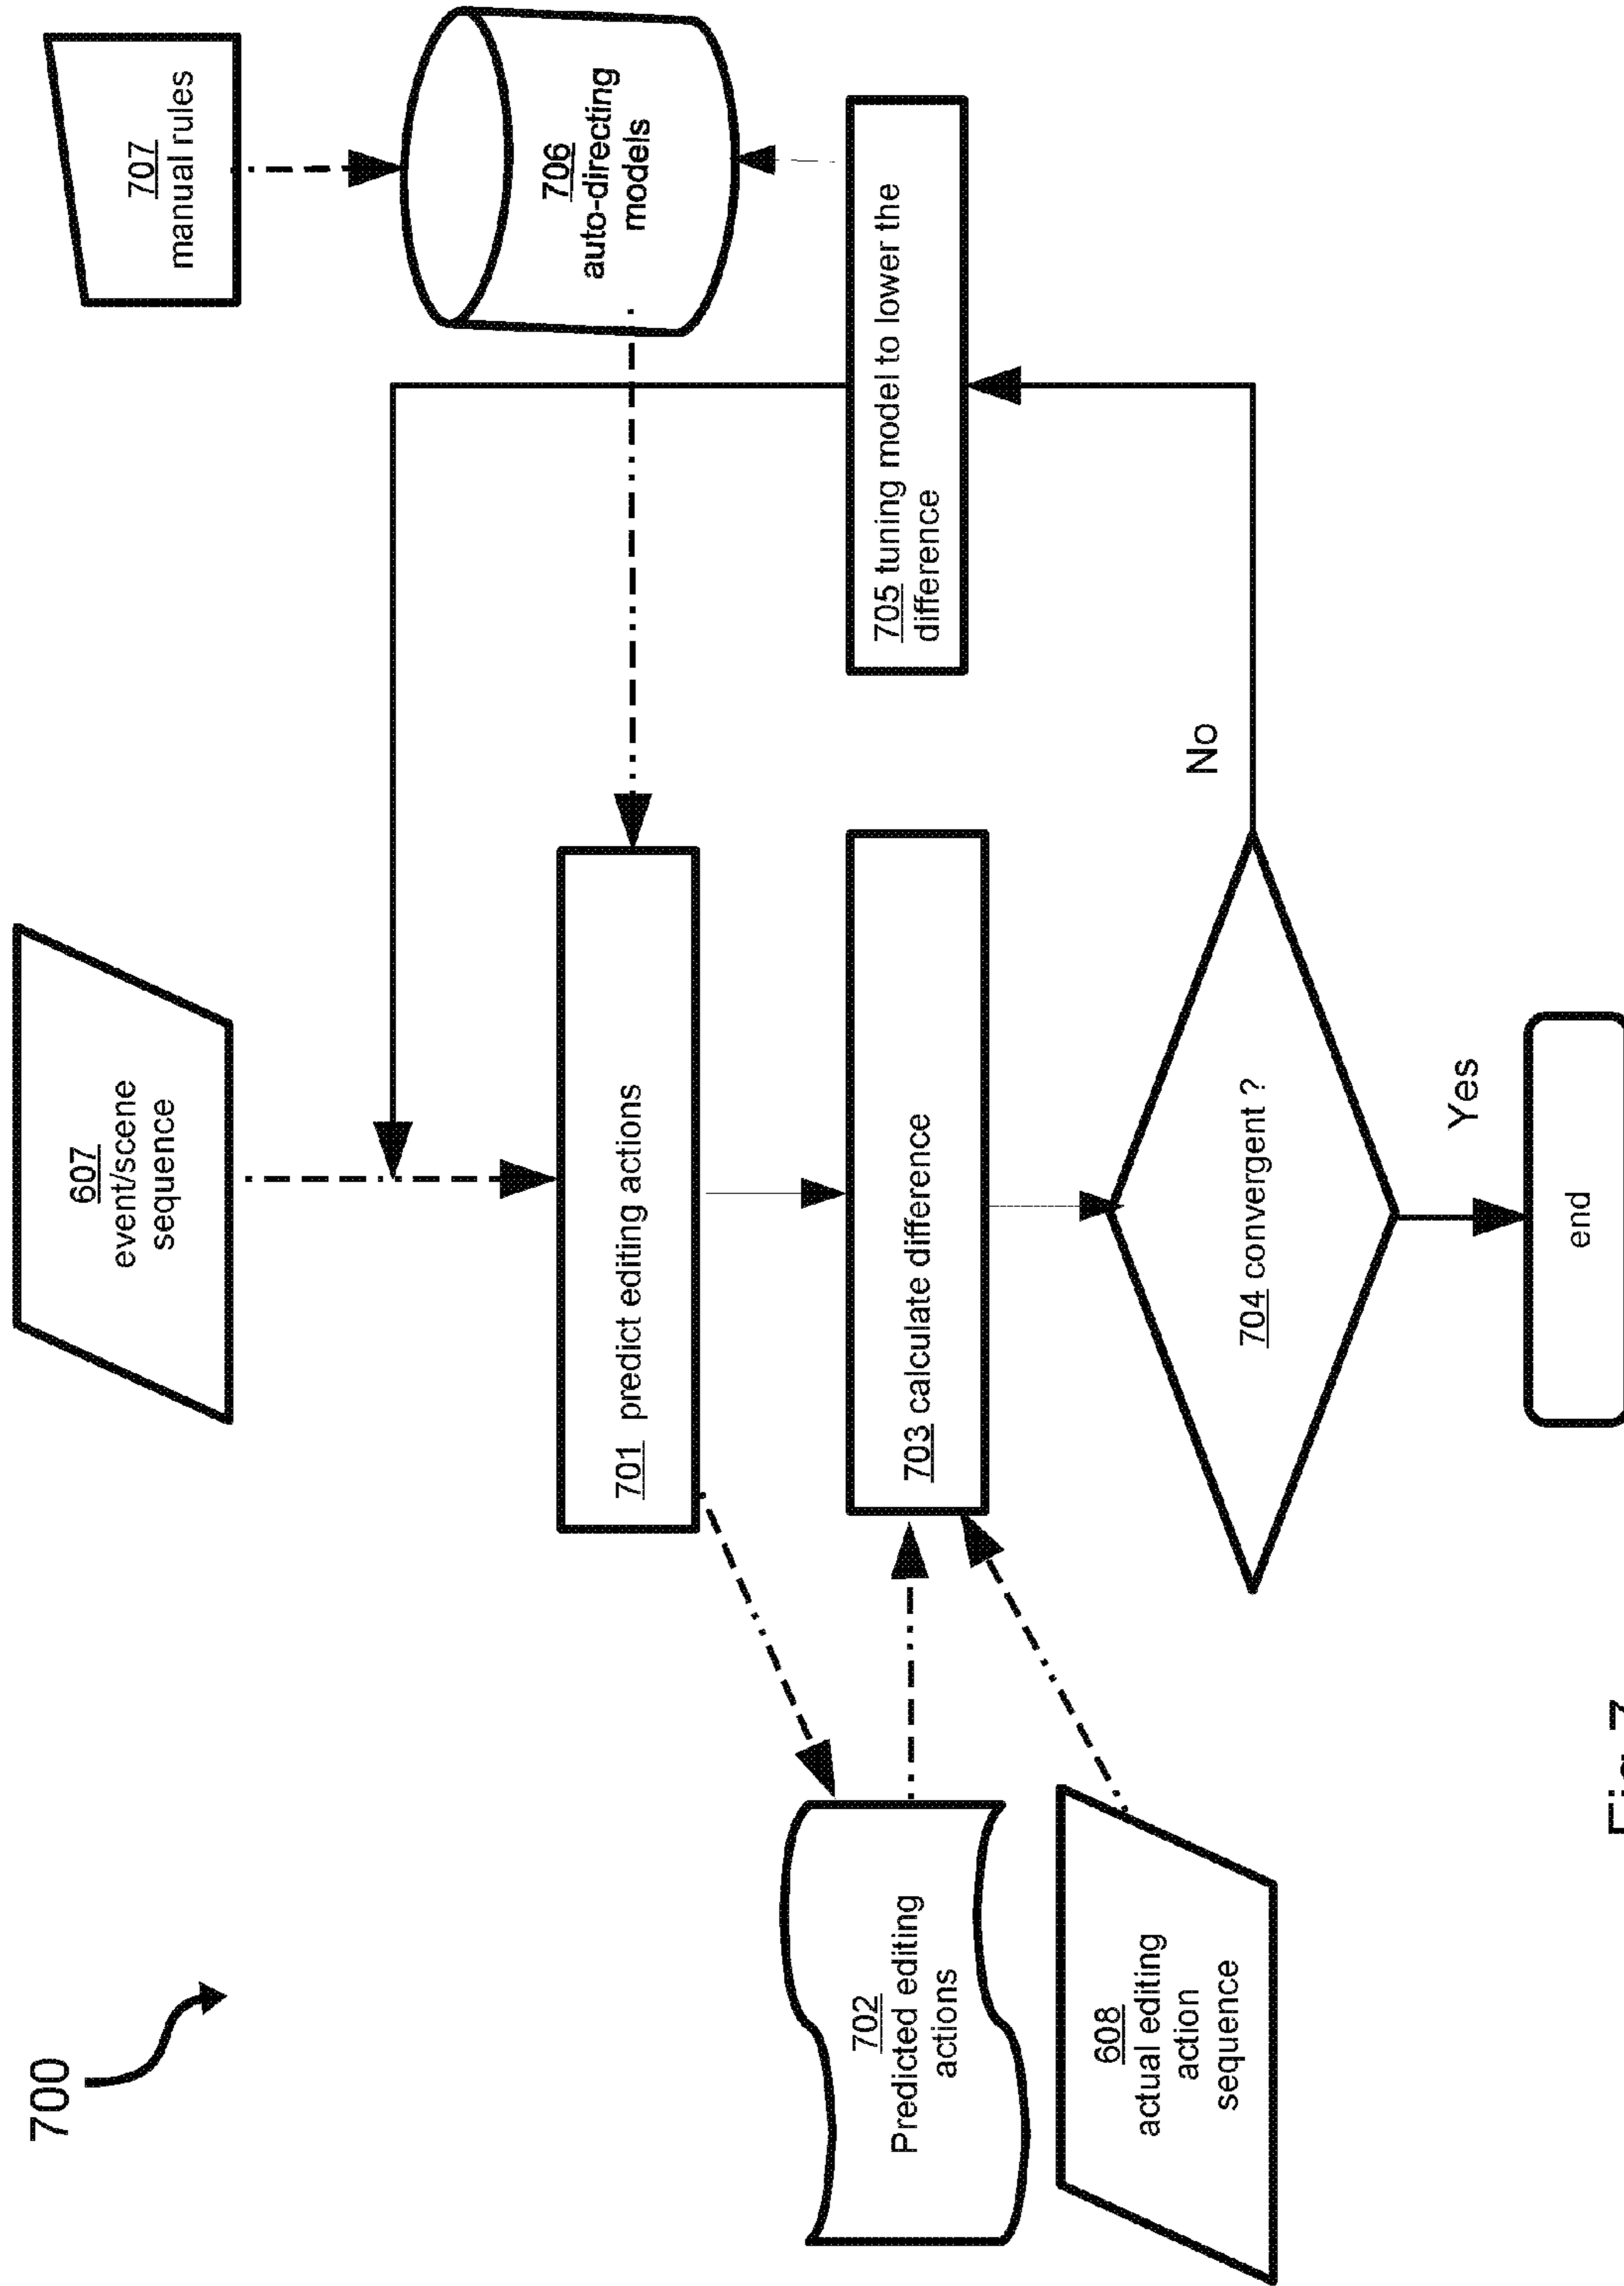 700
607
event/scene
sequence
707
manual rules
701 predict editing actions
706
auto-directing
models
702
Predicted editing
actions
703 calculate difference
705 tuning model to lower the
difference
608
actual editing
action
sequence
704 convergent ?
No
Yes
end
Fig. 7